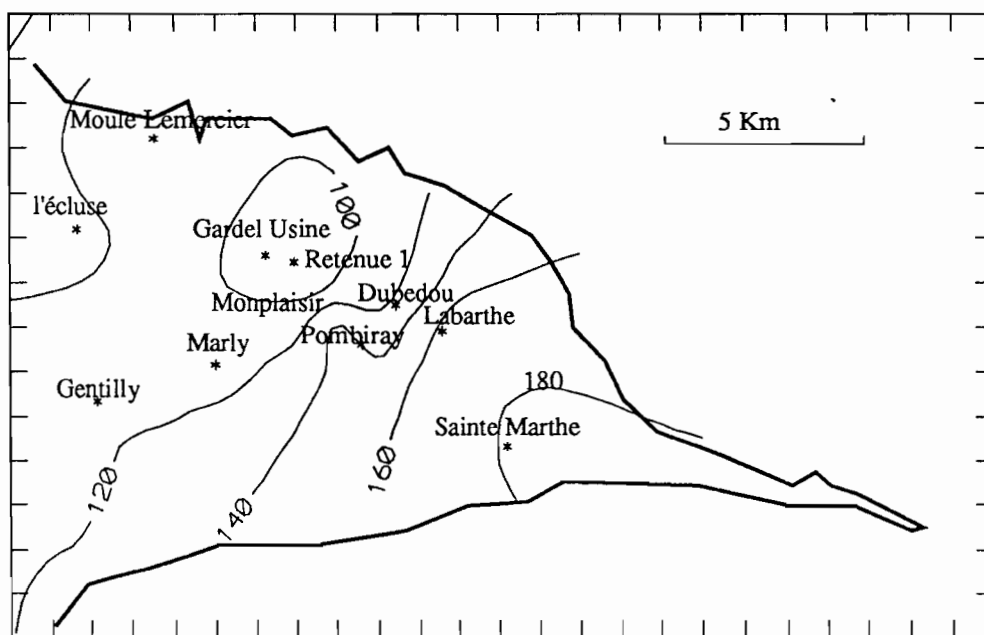 5 Km
Moule Lemercier
100
l'écluse
Gardel Usine
Retenue 1
Monplaisir
Dubedou
Labarthe
Pombiray
Marly
Gentilly
180
Sainte Marthe
160
120
140